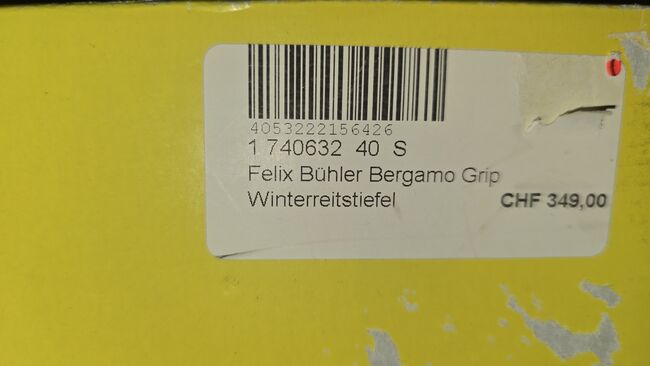 4053222156426
1 740632 40 S
Felix Bühler Bergamo Grip
Winterreitstiefel CHF 349,00